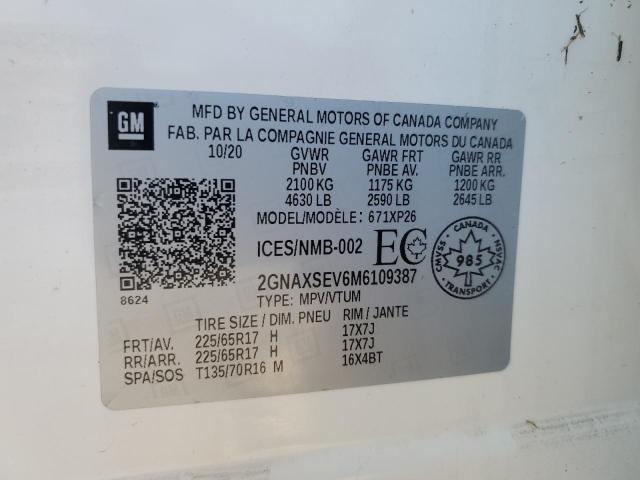 GM
MFD BY GENERAL MOTORS OF CANADA COMPANY
FAB. PAR LA COMPAGNIE GENERAL MOTORS DU CANADA
10/20 GVWR GAWR FRT GAWR RR
PNBV PNBE AV. PNBE ARR.
2100 KG 1175 KG 1200 KG
4630 LB 2590 LB 2645 LB
MODEL/MODÈLE: 671XP26
ICES/NMB-002 EC
CANADA
CMVSS 985 NSVAC
TRANSPORT
2GNAXSEV6M6109387
8624
TYPE: MPV/VTUM
TIRE SIZE / DIM. PNEU RIM / JANTE
FRT/AV. 225/65R17 H 17X7J
RR/ARR. 225/65R17 H 17X7J
SPA/SOS T135/70R16 M 16X4BT